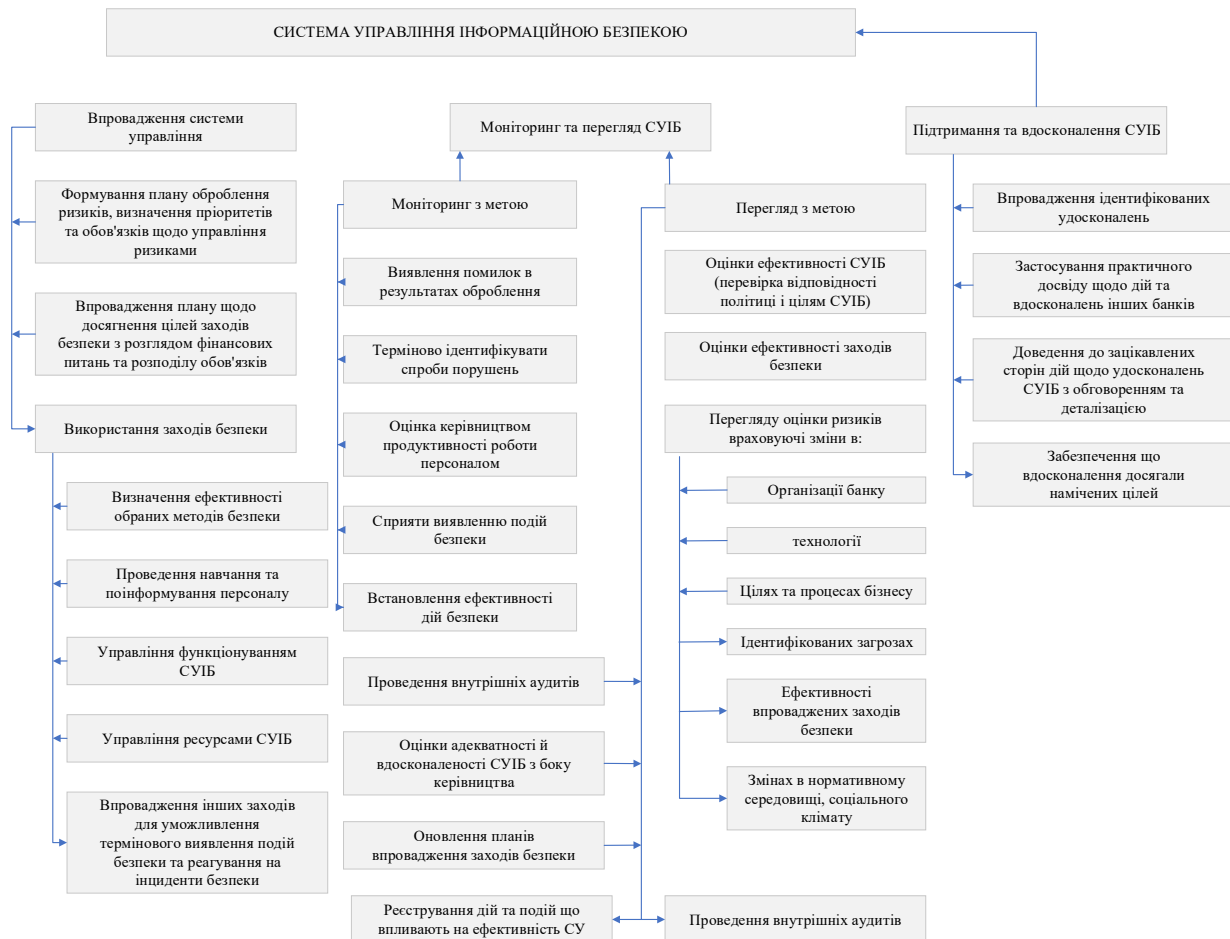 СИСТЕМА УПРАВЛІННЯ ІНФОРМАЦІЙНОЮ БЕЗПЕКОЮ
Впровадження системи
управління
Формування плану оброблення
ризиків, визначення пріоритетів
та обов'язків щодо управління
ризиками
Впровадження плану щодо
досягнення цілей заходів
безпеки з розглядом фінансових
питань та розподілу обов'язків
Використання заходів безпеки
Визначення ефективності
обраних методів безпеки
Проведення навчання та
поінформування персоналу
Управління функціонуванням
СУІБ
Управління ресурсами СУІБ
Впровадження інших заходів
для уможливлення
термінового виявлення подій
безпеки та реагування на
інциденти безпеки
Моніторинг та перегляд СУІБ
Моніторинг з метою
Виявлення помилок в
результатах оброблення
Терміново ідентифікувати
спроби порушень
Оцінка керівництвом
продуктивності роботи
персоналом
Сприяти виявленню подій
безпеки
Встановлення ефективності
дій безпеки
Проведення внутрішніх аудитів
Оцінки адекватності й
вдосконаленості СУІБ з боку
керівництва
Оновлення планів
впровадження заходів безпеки
Реєстрування дій та подій що
впливають на ефективність СУ
Перегляд з метою
Оцінки ефективності СУІБ
(перевірка відповідності
політиці і цілям СУІБ)
Оцінки ефективності заходів
безпеки
Перегляду оцінки ризиків
враховуючі зміни в:
Організації банку
технології
Цілях та процесах бізнесу
Ідентифікованих загрозах
Ефективності
впроваджених заходів
безпеки
Змінах в нормативному
середовищі, соціального
клімату
Проведення внутрішніх аудитів
Підтримання та вдосконалення СУІБ
Впровадження ідентифікованих
удосконалень
Застосування практичного
досвіду щодо дій та
вдосконалень інших банків
Доведення до зацікавлених
сторін дій щодо удосконалень
СУІБ з обговоренням та
деталізацією
Забезпечення що
вдосконалення досягали
намічених цілей